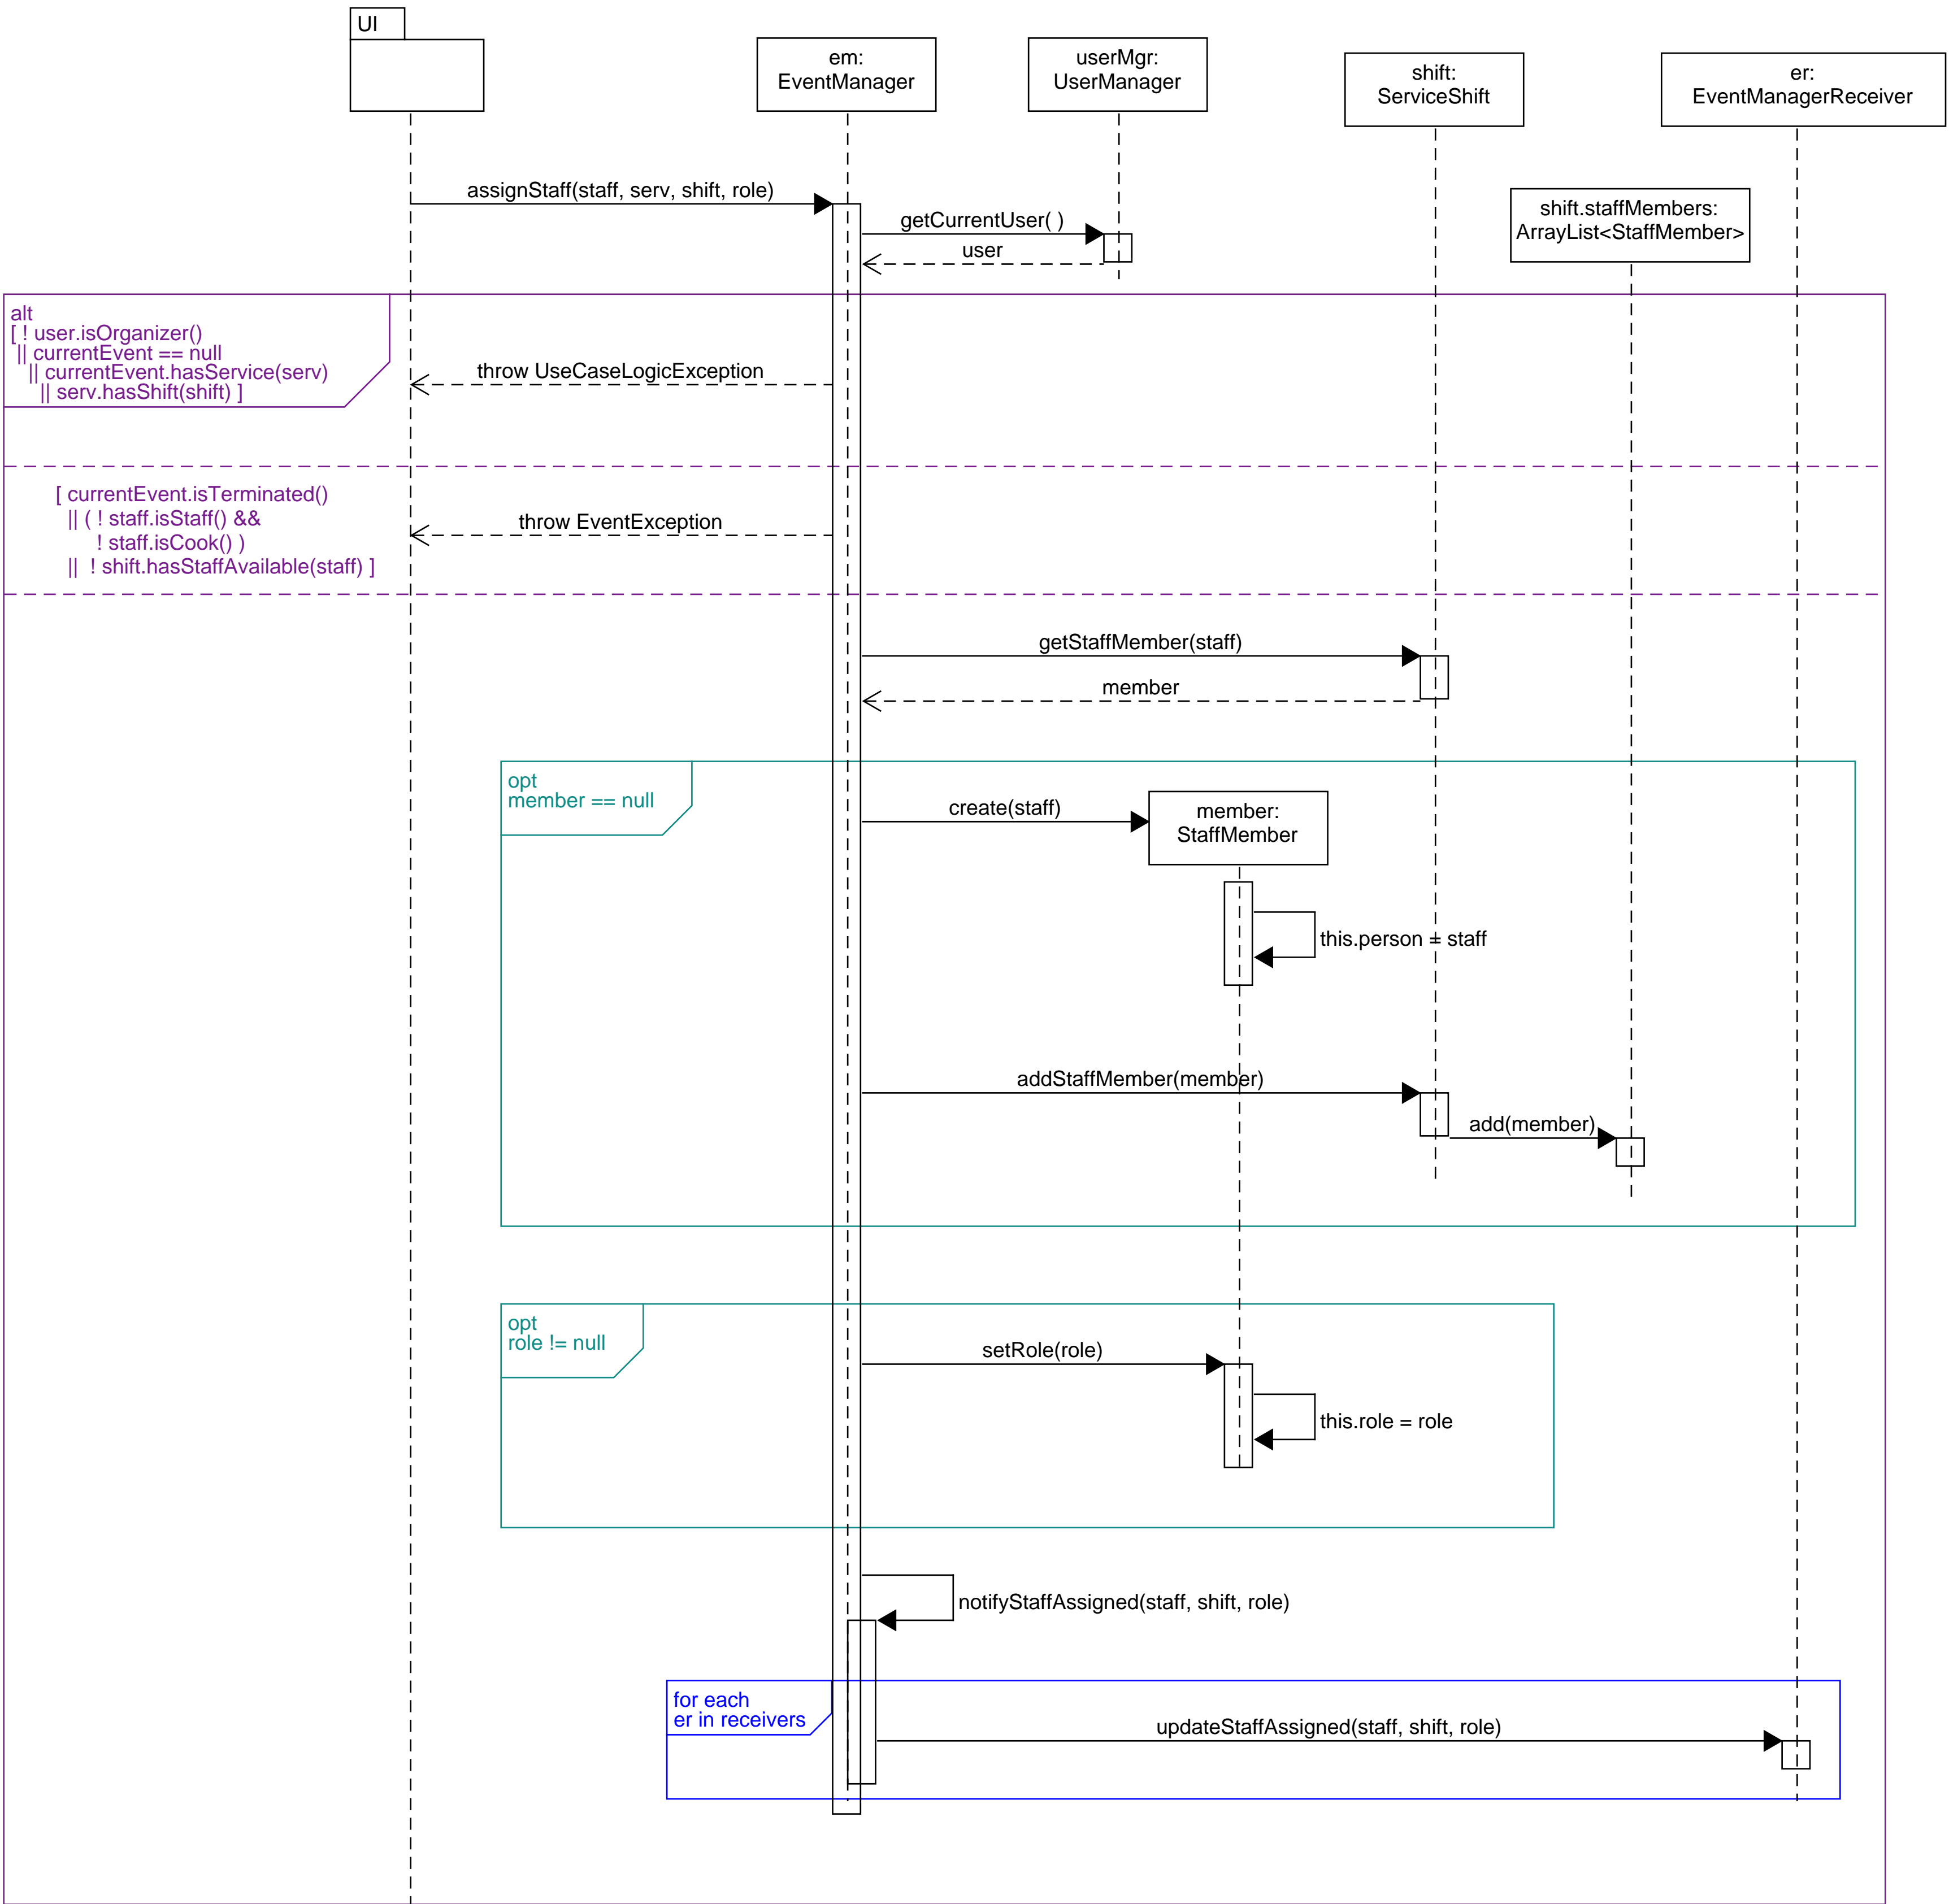 UI
em:
EventManager
userMgr:
UserManager
shift:
ServiceShift
er:
EventManagerReceiver
assignStaff(staff, serv, shift, role)
shift.staffMembers:
ArrayList<StaffMember>
getCurrentUser( )
user
alt
[ ! user.isOrganizer()
|| currentEvent == null
|| currentEvent.hasService(serv)
|| serv.hasShift(shift) ]
throw UseCaseLogicException
[ currentEvent.isTerminated()
|| ( ! staff.isStaff() &&
! staff.isCook() )
|| ! shift.hasStaffAvailable(staff) ]
throw EventException
getStaffMember(staff)
member
opt
member == null
create(staff)
member:
StaffMember
this.person = staff
addStaffMember(member)
add(member)
opt
role != null
setRole(role)
this.role = role
notifyStaffAssigned(staff, shift, role)
for each
er in receivers
updateStaffAssigned(staff, shift, role)